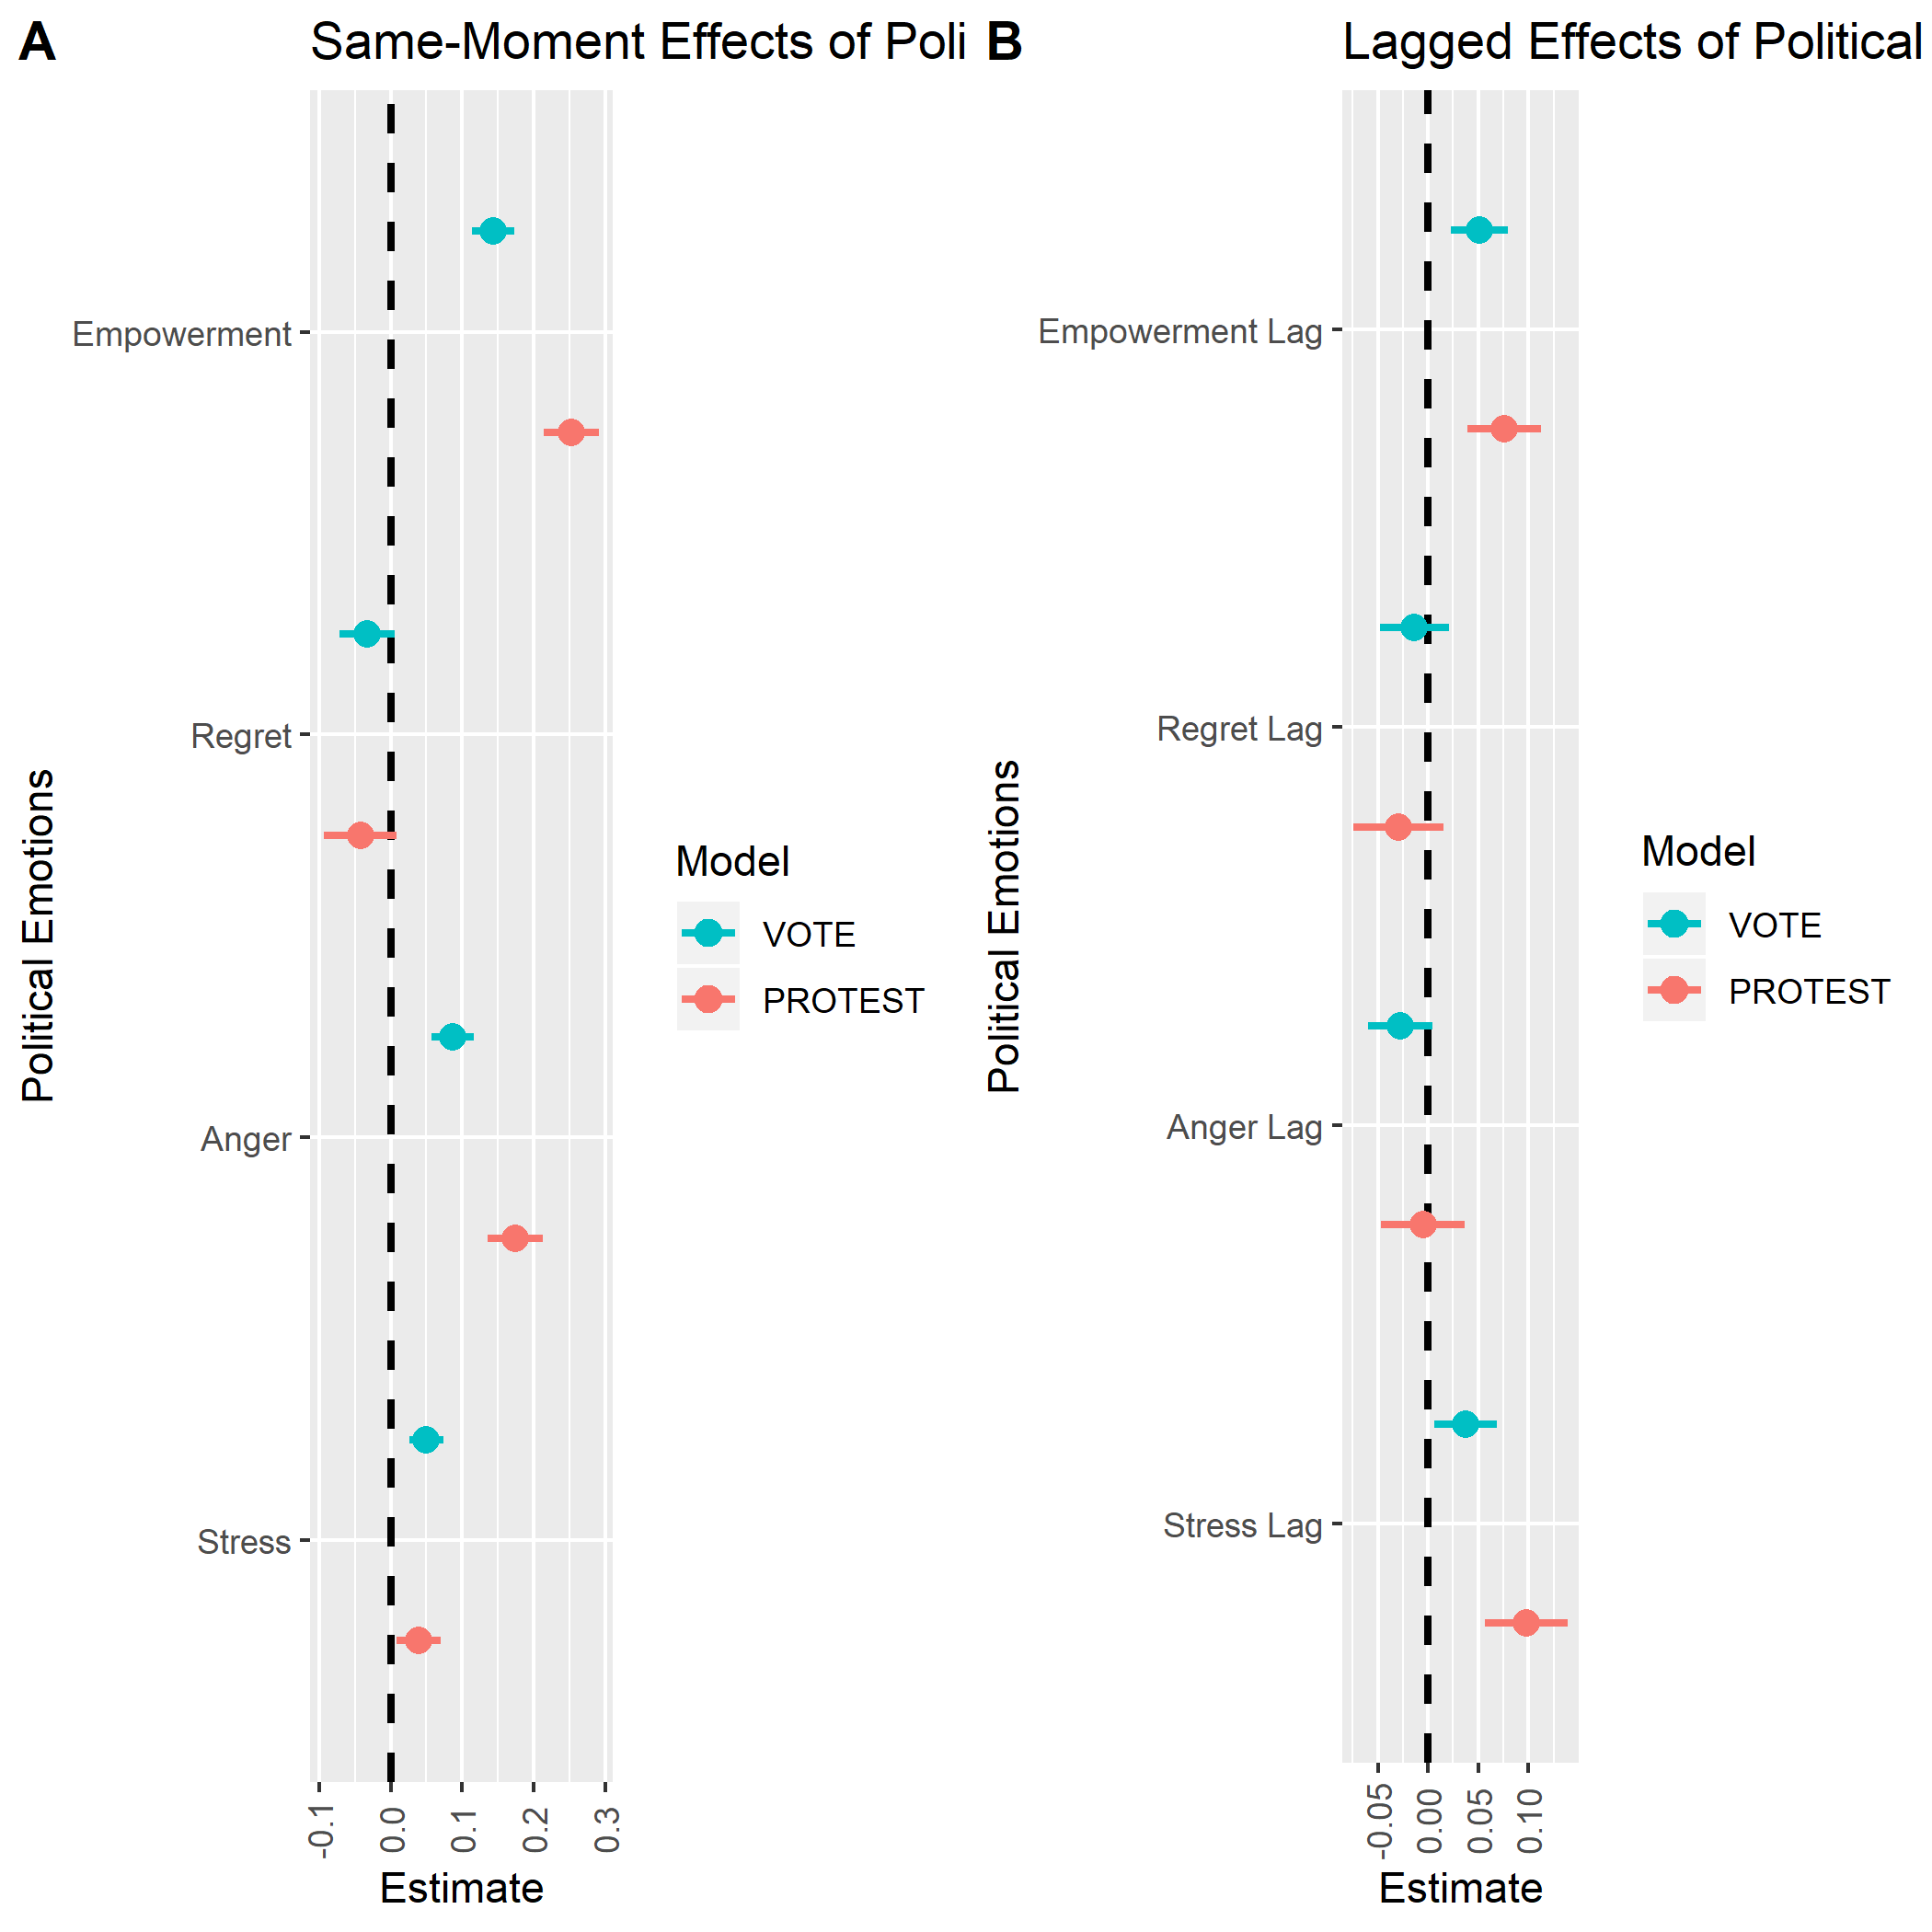 A
Same-Moment Effects of Poli
Political Emotions
Empowerment
Regret
Anger
Stress
-0.1
0.0
0.1
0.2
0.3
Estimate
Model
VOTE
PROTEST
B
Lagged Effects of Political
Political Emotions
Empowerment Lag
Regret Lag
Anger Lag
Stress Lag
-0.05
0.00
0.05
0.10
Estimate
Model
VOTE
PROTEST